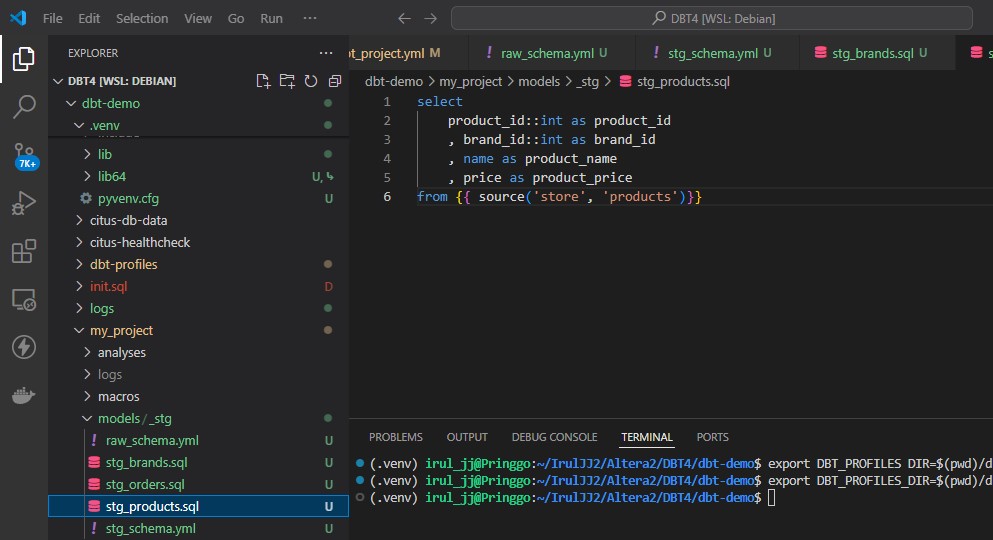 File Edit Selection View Go Run ··· DBT4 [WSL: Debian]
EXPLORER ···
DBT4 [WSL: DEBIAN]
dbt-demo
.venv
lib
lib64 U,
pyvenv.cfg U
citus-db-data
citus-healthcheck
dbt-profiles
init.sql D
logs
my_project
analyses
logs
macros
models / _stg
raw_schema.yml U
stg_brands.sql U
stg_orders.sql U
stg_products.sql U
stg_schema.yml U
7K+
bt_project.yml M raw_schema.yml U stg_schema.yml U stg_brands.sql U s
dbt-demo > my_project > models > _stg > stg_products.sql
1 select
2 product_id::int as product_id
3 , brand_id::int as brand_id
4 , name as product_name
5 , price as product_price
6 from {{ source('store', 'products')}}
PROBLEMS OUTPUT DEBUG CONSOLE TERMINAL PORTS
(.venv) irul_jj@Pringgo:~/IrulJJ2/Altera2/DBT4/dbt-demo$ export DBT_PROFILES DIR=$(pwd)/d
(.venv) irul_jj@Pringgo:~/IrulJJ2/Altera2/DBT4/dbt-demo$ export DBT_PROFILES_DIR=$(pwd)/d
(.venv) irul_jj@Pringgo:~/IrulJJ2/Altera2/DBT4/dbt-demo$